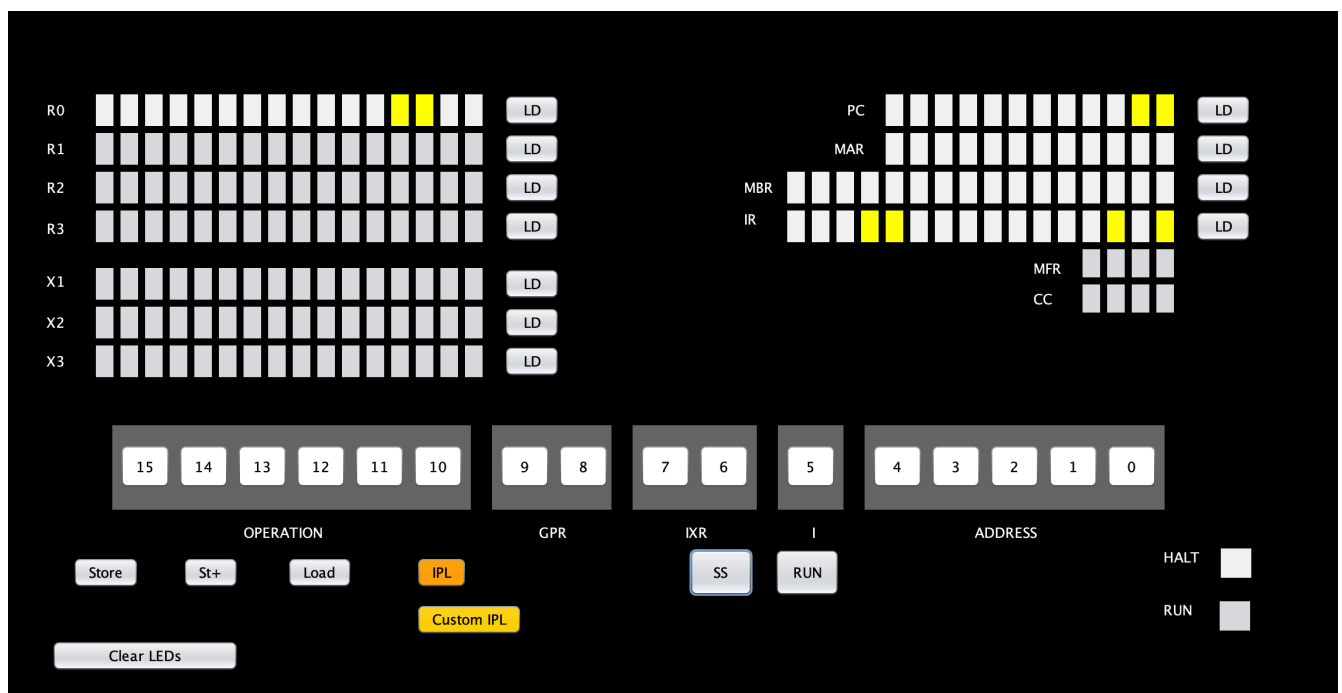 R0 LD PC LD
R1 LD MAR LD
R2 LD MBR LD
R3 LD IR LD
MFR
X1 LD
CC
X2 LD
X3 LD
15 14 13 12 11 10 9 8 7 6 5 4 3 2 1 0
OPERATION GPR IXR I ADDRESS
Store St+ Load IPL SS RUN HALT
Custom IPL RUN
Clear LEDs